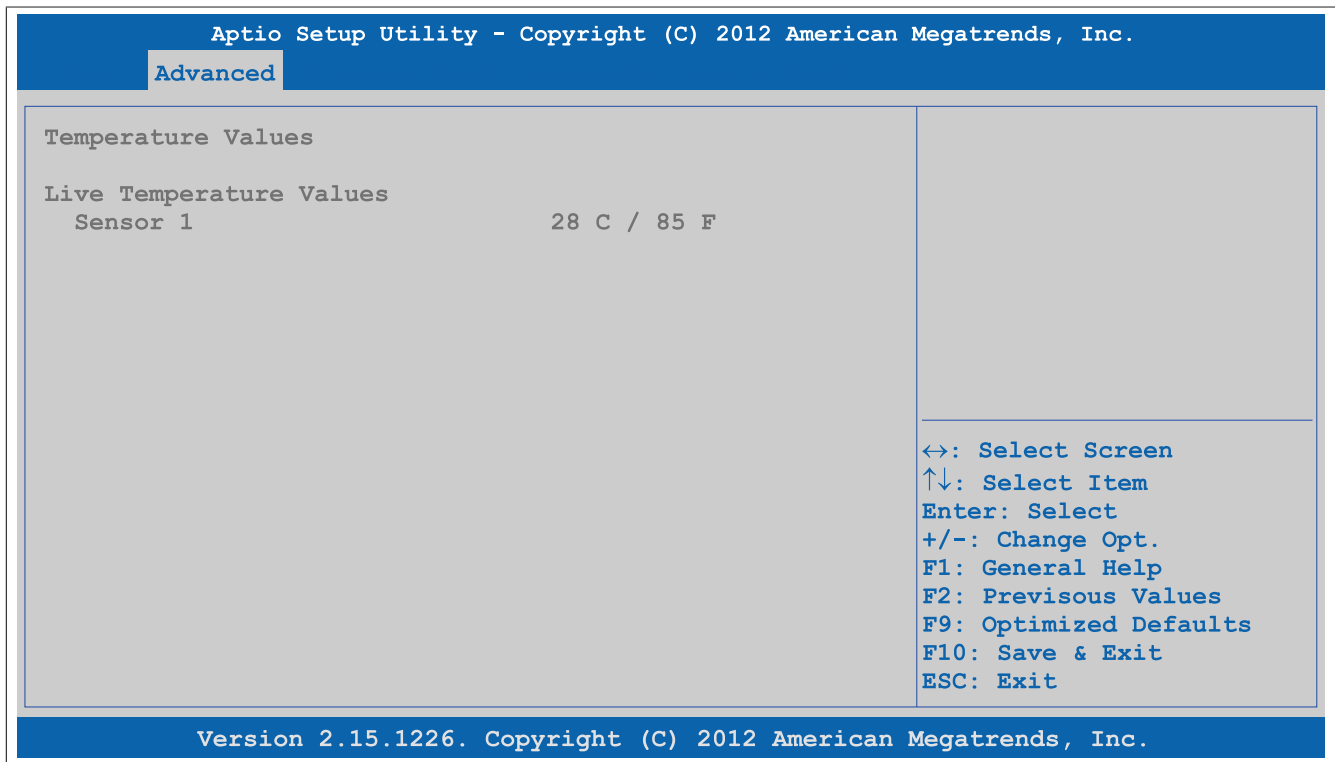 Aptio Setup Utility - Copyright (C) 2012 American Megatrends, Inc.
Advanced
Temperature Values
Live Temperature Values
Sensor 1 28 C / 85 F
↔: Select Screen
↑↓: Select Item
Enter: Select
+/-: Change Opt.
F1: General Help
F2: Previsous Values
F9: Optimized Defaults
F10: Save & Exit
ESC: Exit
Version 2.15.1226. Copyright (C) 2012 American Megatrends, Inc.